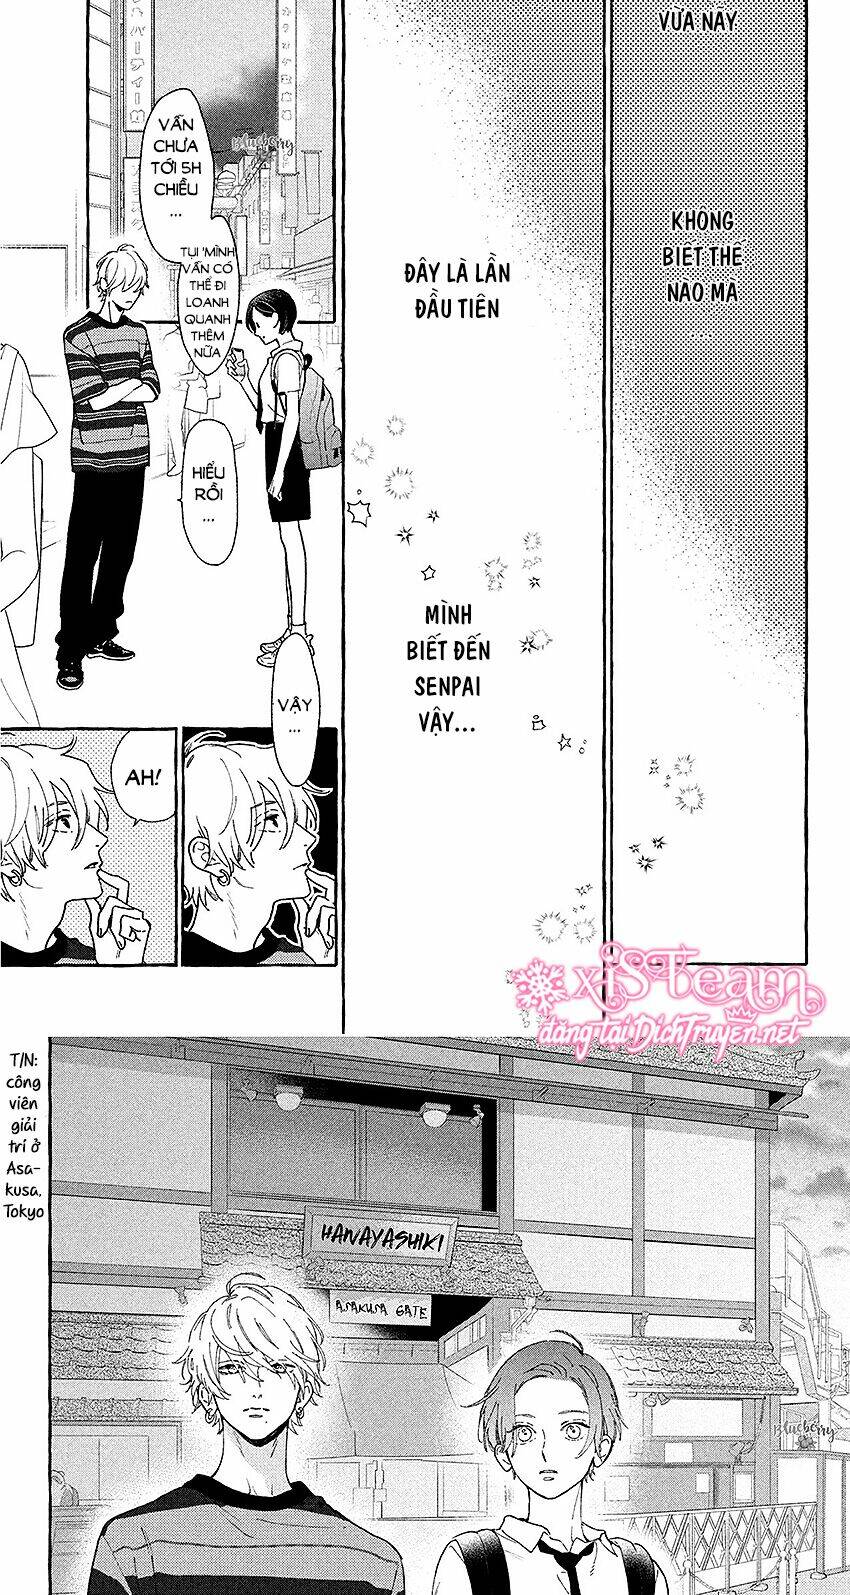 VỪA NÃY
KHÔNG
BIẾT THẾ
NÀO MÀ
ĐÂY LÀ LẦN
ĐẦU TIÊN
MÌNH
BIẾT ĐẾN
SENPAI
VẬY...
VẪN
CHƯA
TỚI 5H
CHIỀU
...
TỤI 'MÌNH
VẪN CÓ
THỂ ĐI
LOANH
QUANH
THÊM
NỮA
HIỂU
RỒI
...
VẬY
...
AH!
Blueberry
xisTeam
đăng tại DichTruyen.net
T/N:
công
viên
giải
trí ở
Asa-
kusa,
Tokyo
HANAYASHIKI
ASAKUSA GATE
Blueberry